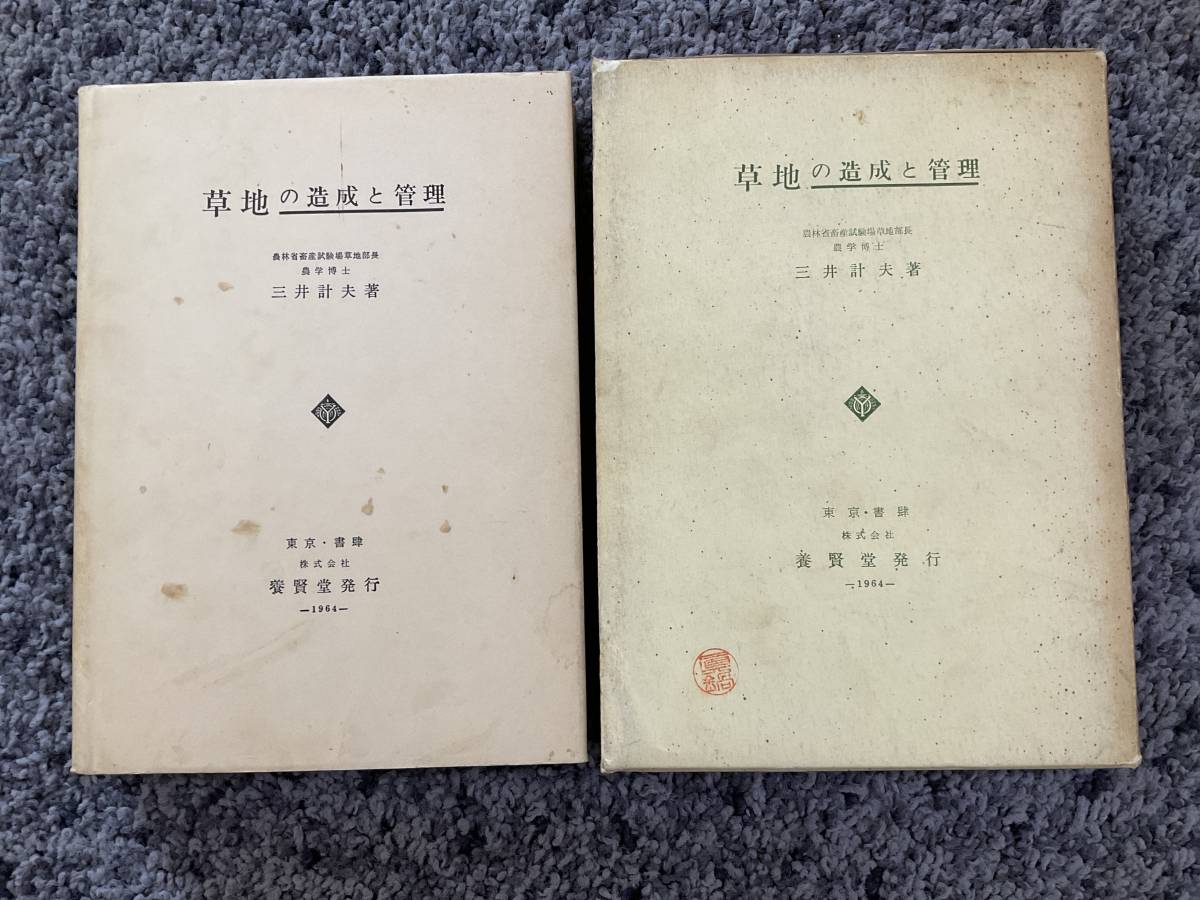 草地の造成と管理
農林省畜産試験場草地部長
農学博士
三井計夫著
東京・書肆
株式会社
養賢堂発行
—1964—
草地の造成と管理
農林省畜産試験場草地部長
農学博士
三井計夫著
東京・書肆
株式会社
養賢堂発行
—1964—